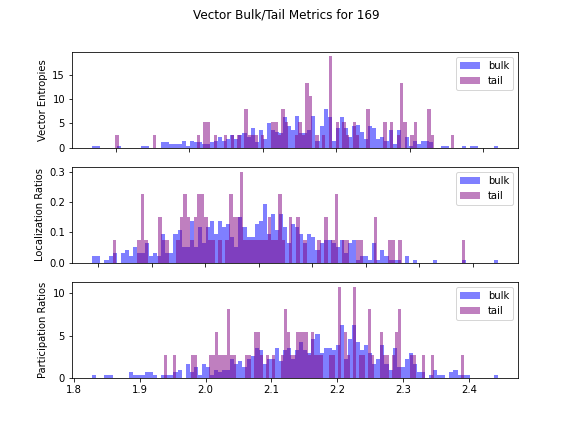 Vector Bulk/Tail Metrics for 169
Vector Entropies
15
10
5
0
bulk
tail
Localization Ratios
0.3
0.2
0.1
0.0
bulk
tail
Participation Ratios
10
5
0
bulk
tail
1.8 1.9 2.0 2.1 2.2 2.3 2.4